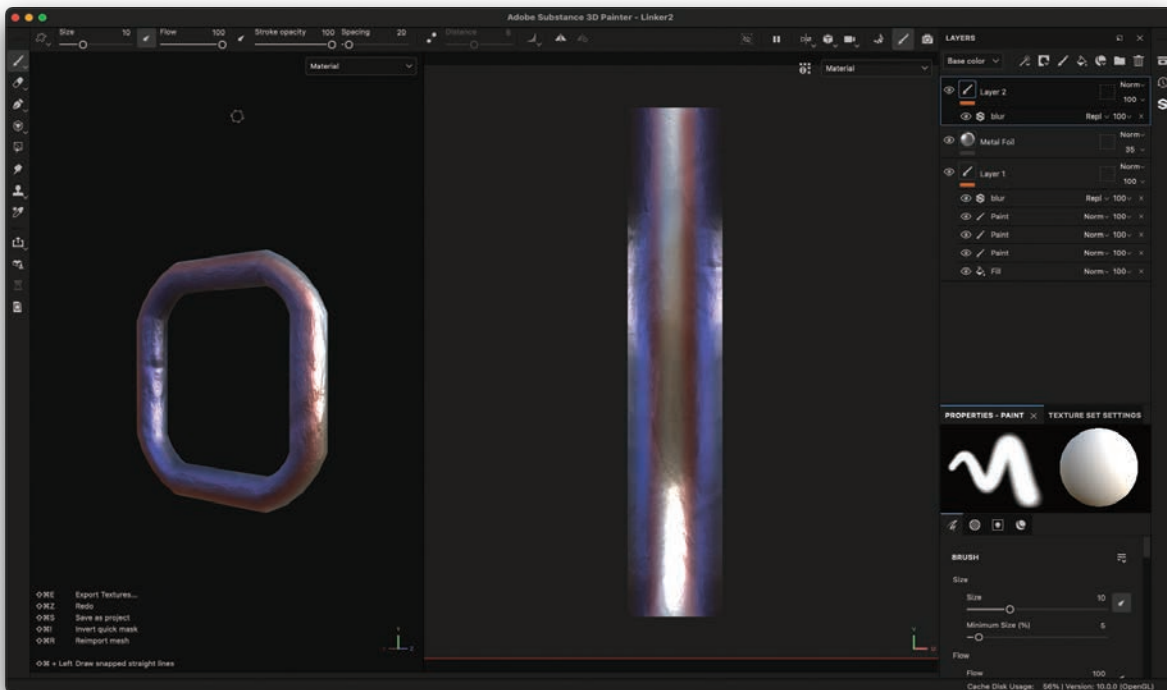 Adobe Substance 3D Painter - Linker2
Size 10 Flow 100 Stroke opacity 100 Spacing 20 Distance 8
Material
Material
LAYERS
Base color
Layer 2 Norm 100
blur Repl 100
Metal Foil Norm 35
Layer 1 Norm 100
blur Repl 100
Paint Norm 100
Paint Norm 100
Paint Norm 100
Fill Norm 100
PROPERTIES - PAINT TEXTURE SET SETTINGS
BRUSH
Size
Size 10
Minimum Size (%) 5
Flow
Flow 100
⇧⌘E Export Textures...
⇧⌘Z Redo
⇧⌘S Save as project
⇧⌘I Invert quick mask
⇧⌘R Reimport mesh
⇧⌘ + Left Draw snapped straight lines
Cache Disk Usage: 56% | Version: 10.0.0 (OpenGL)